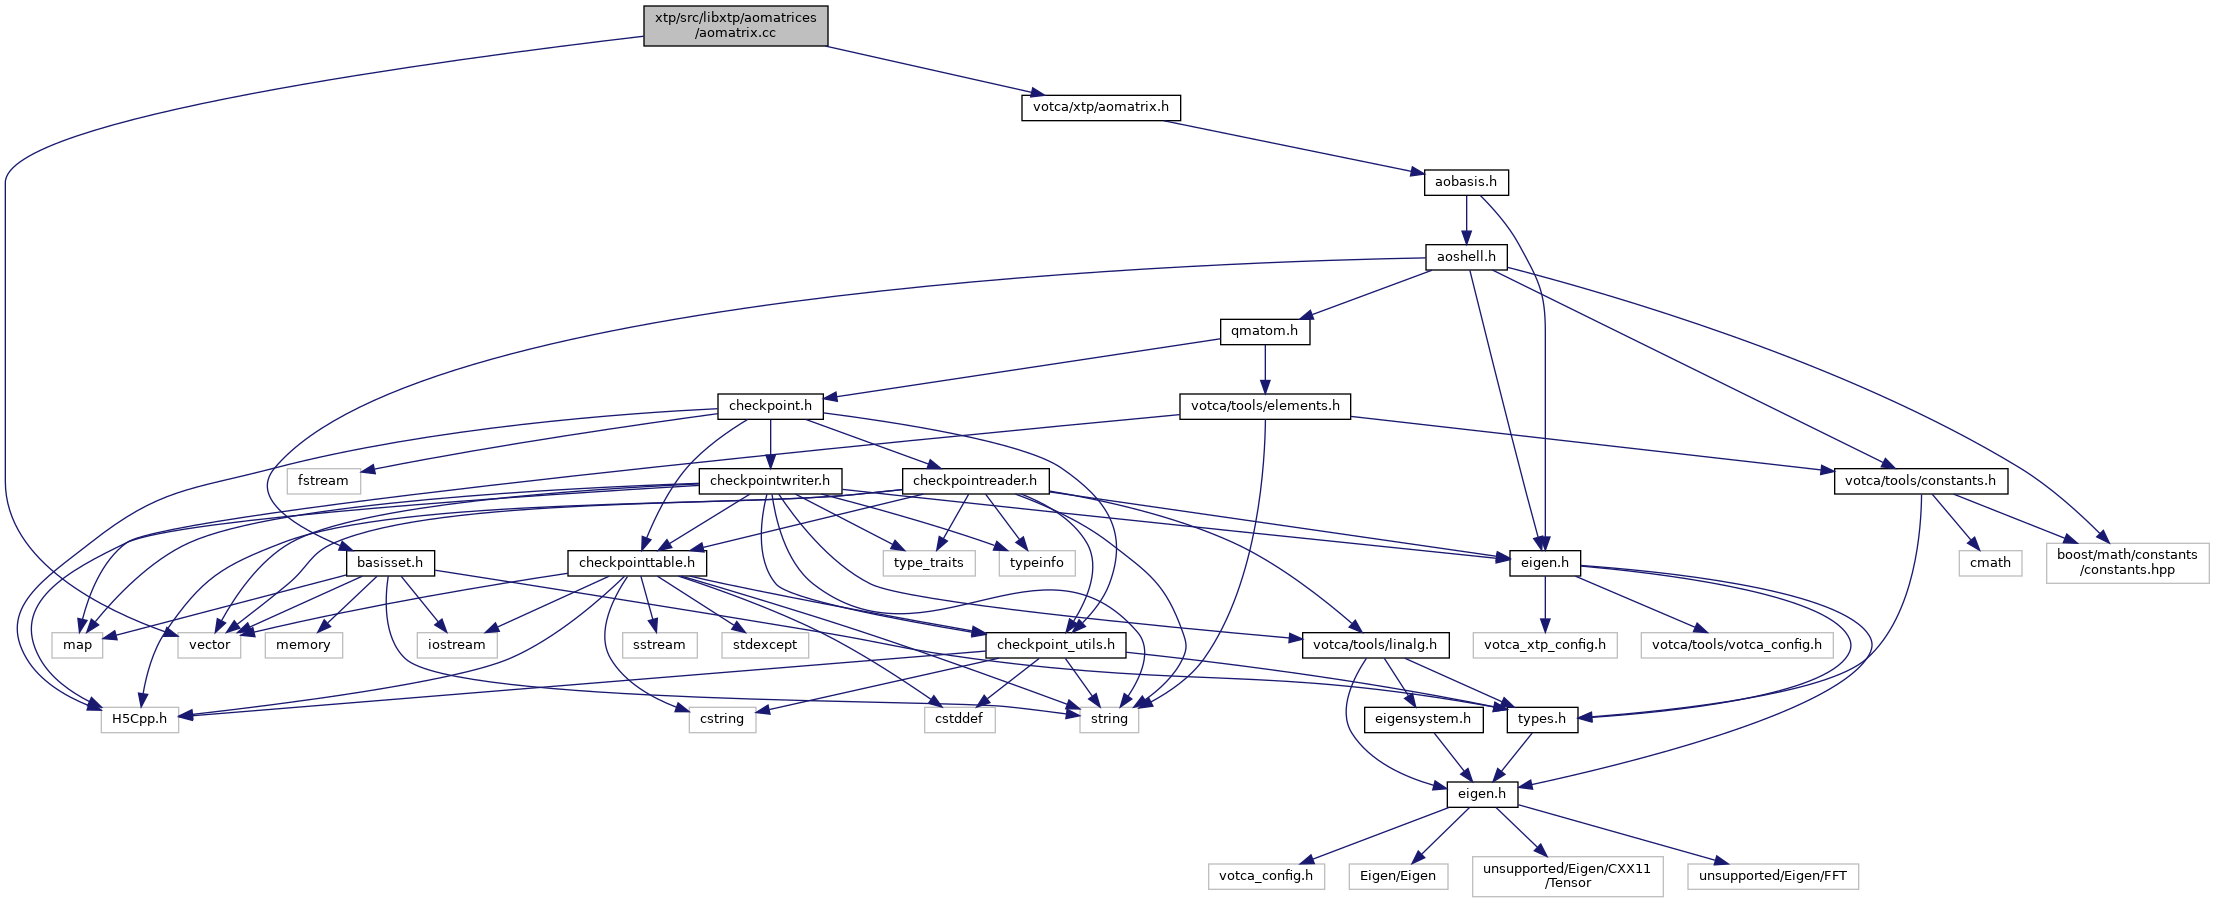 xtp/src/libxtp/aomatrices
/aomatrix.cc
votca/xtp/aomatrix.h
aobasis.h
aoshell.h
qmatom.h
checkpoint.h
votca/tools/elements.h
fstream
checkpointwriter.h
checkpointreader.h
votca/tools/constants.h
basisset.h
checkpointtable.h
type_traits
typeinfo
eigen.h
cmath
boost/math/constants
/constants.hpp
map
vector
memory
iostream
sstream
stdexcept
checkpoint_utils.h
votca/tools/linalg.h
votca_xtp_config.h
votca/tools/votca_config.h
H5Cpp.h
cstring
cstddef
string
eigensystem.h
types.h
eigen.h
votca_config.h
Eigen/Eigen
unsupported/Eigen/CXX11
/Tensor
unsupported/Eigen/FFT